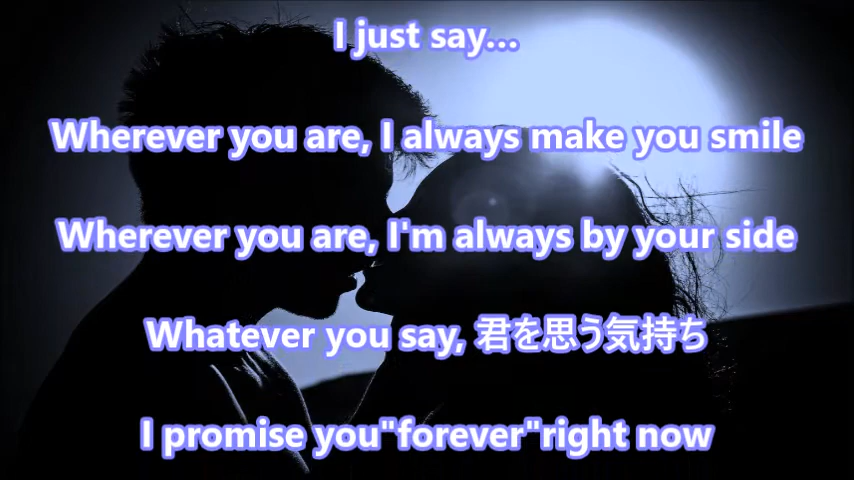 I just say...
Wherever you are, I always make you smile
Wherever you are, I'm always by your side
Whatever you say, 君を思う気持ち
I promise you"forever"right now